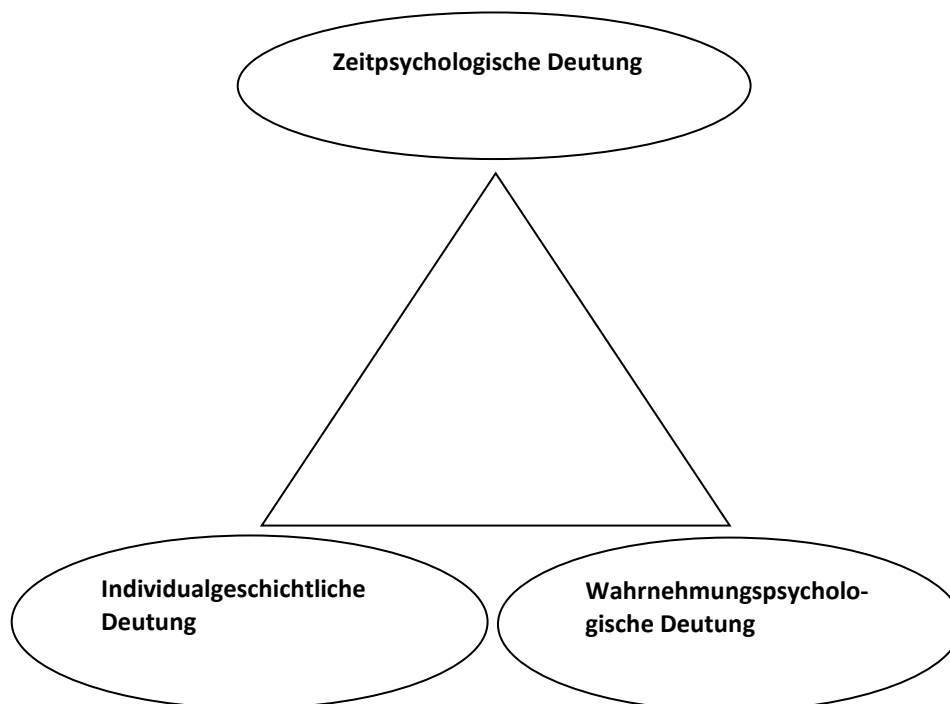 Zeitpsychologische Deutung
Individualgeschichtliche
Deutung
Wahrnehmungspsycholo-
gische Deutung